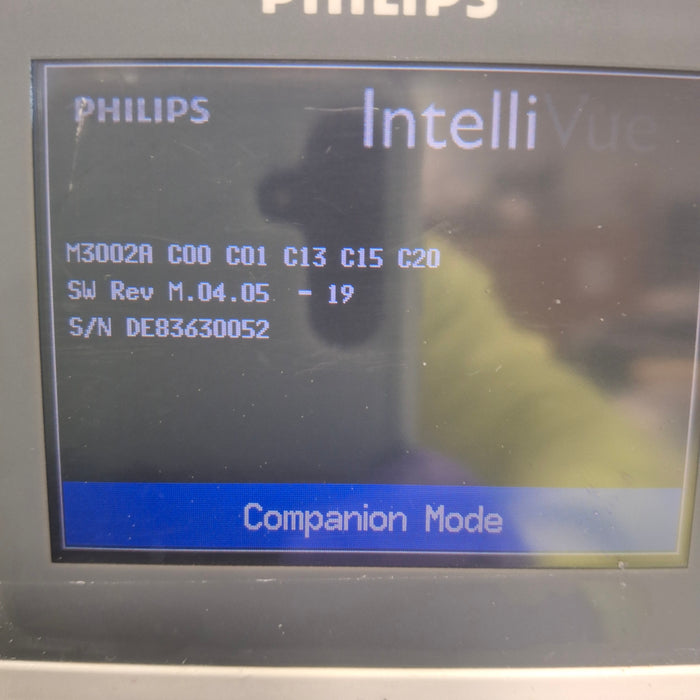 PHILIPS
PHILIPS IntelliVue
M3002A C00 C01 C13 C15 C20
SW Rev M.04.05 - 19
S/N DE83630052
Companion Mode